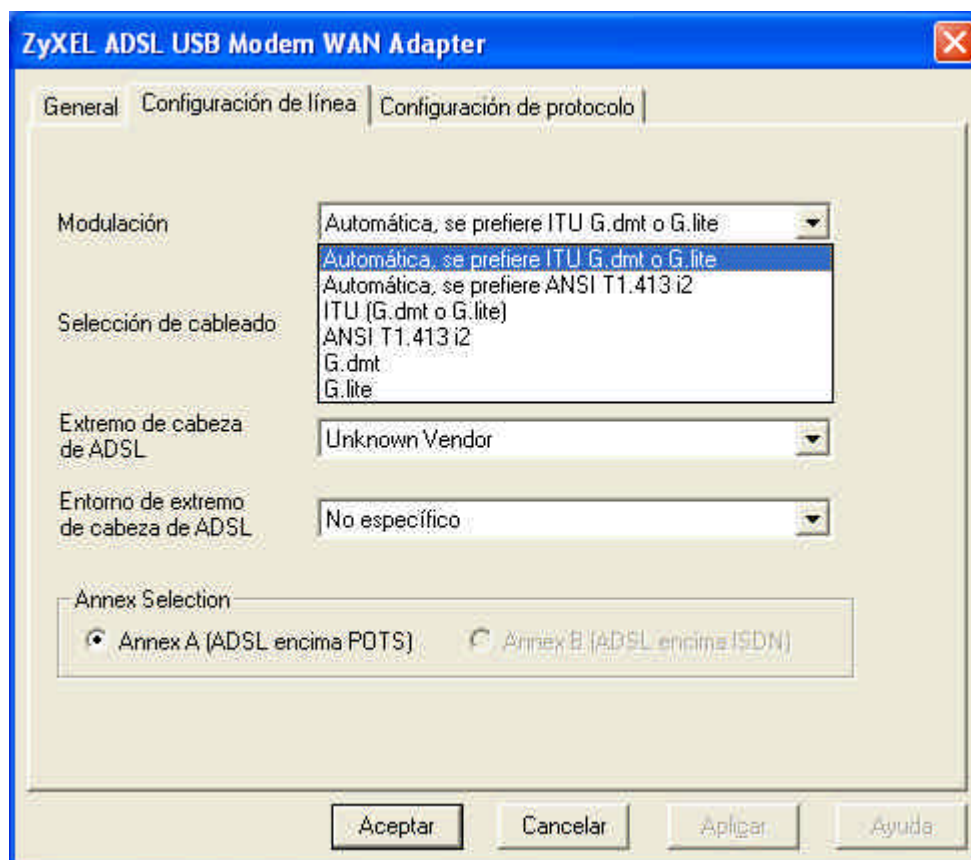 ZyXEL ADSL USB Modem WAN Adapter
General
Configuración de línea
Configuración de protocolo
Modulación
Automática, se prefiere ITU G.dmt o G.lite
Automática, se prefiere ITU G.dmt o G.lite
Automática, se prefiere ANSI T1.413 i2
ITU (G.dmt o G.lite)
ANSI T1.413 i2
G.dmt
G.lite
Selección de cableado
Extremo de cabeza
de ADSL
Unknown Vendor
Entorno de extremo
de cabeza de ADSL
No específico
Annex Selection
Annex A (ADSL encima POTS)
Annex B (ADSL encima ISDN)
Aceptar
Cancelar
Aplicar
Ayuda